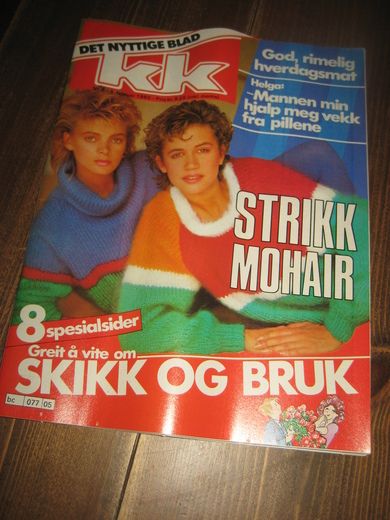 DET NYTTIGE BLAD
kk
God, rimelig
hverdagsmat
Helga:
-Mannen min
hjalp meg vekk
fra pillene
STRIKK
MOHAIR
8 spesialsider
Greit å vite om
SKIKK OG BRUK
bc 077 05